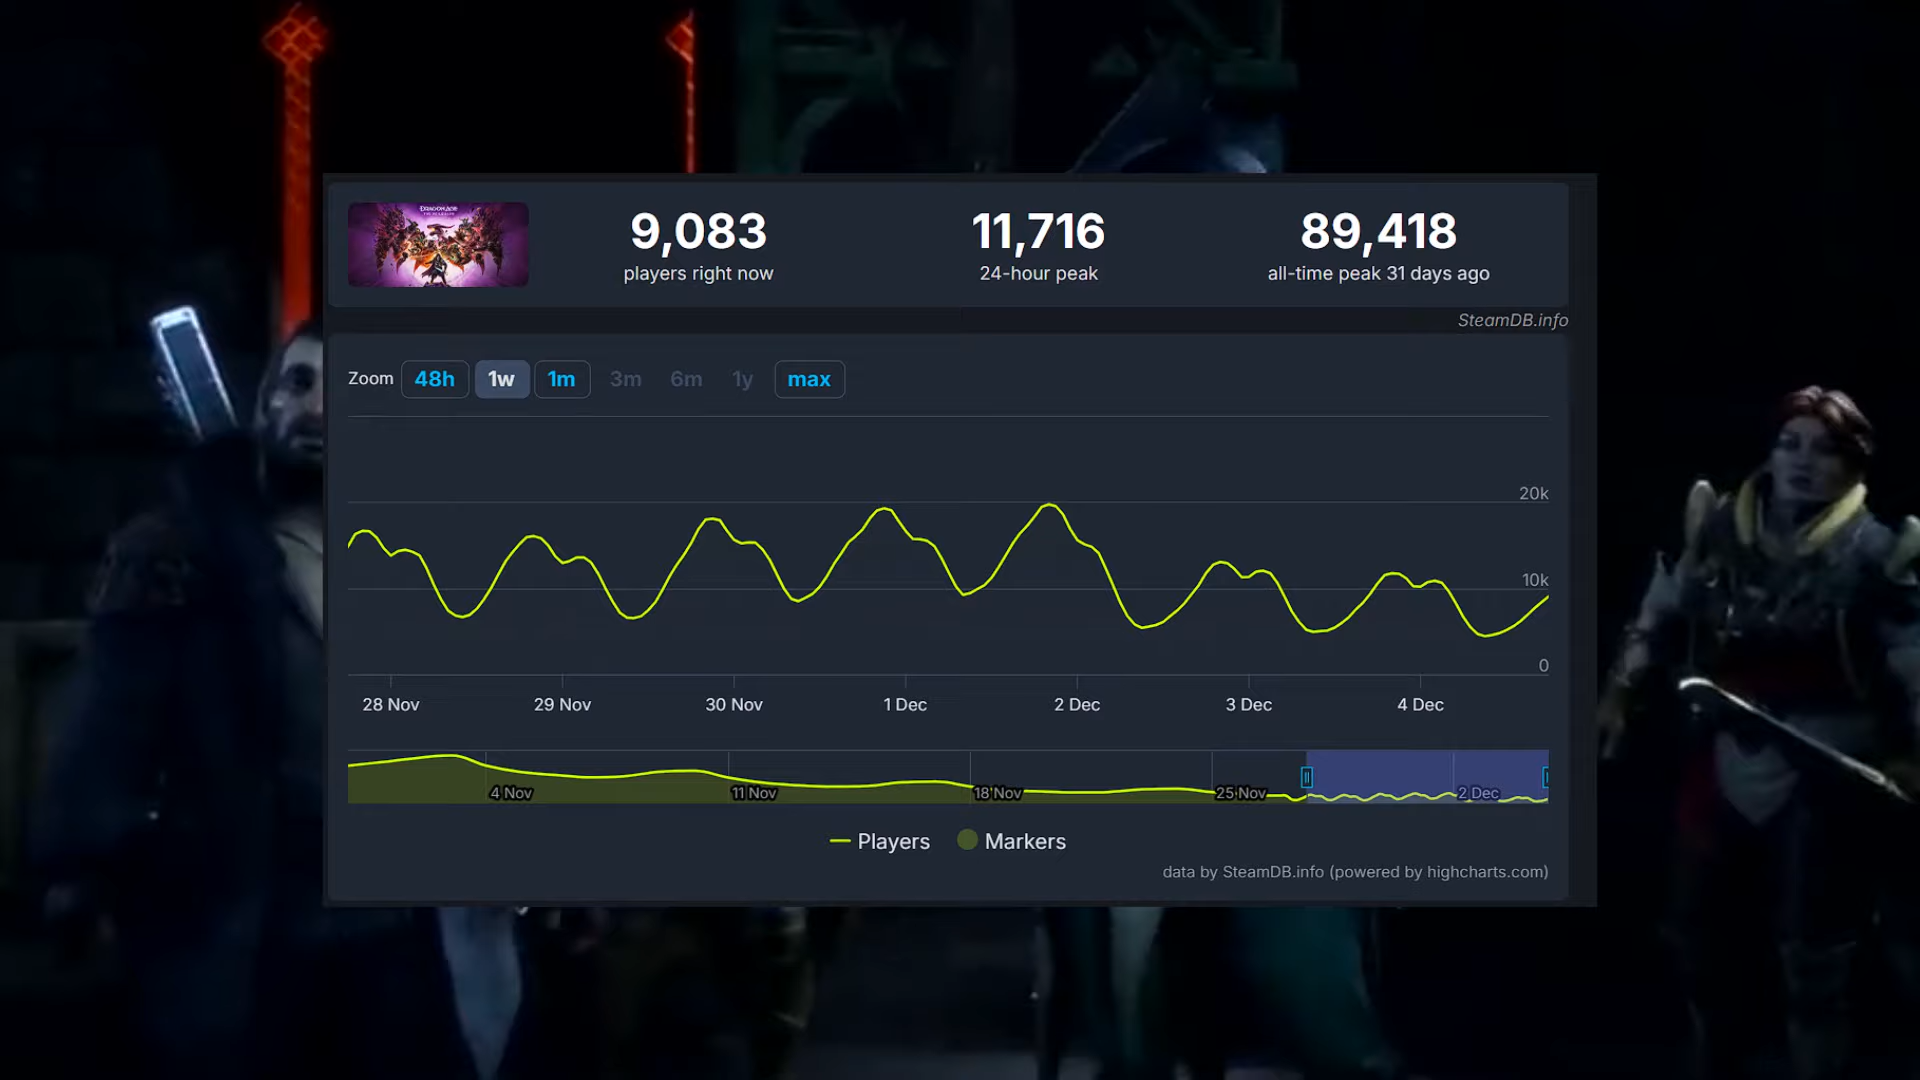 DRAGON AGE
9,083 11,716 89,418
players right now 24-hour peak all-time peak 31 days ago
SteamDB.info
Zoom 48h 1w 1m 3m 6m 1y max
20k
10k
0
28 Nov 29 Nov 30 Nov 1 Dec 2 Dec 3 Dec 4 Dec
4 Nov 11 Nov 18 Nov 25 Nov 2 Dec
Players Markers
data by SteamDB.info (powered by highcharts.com)